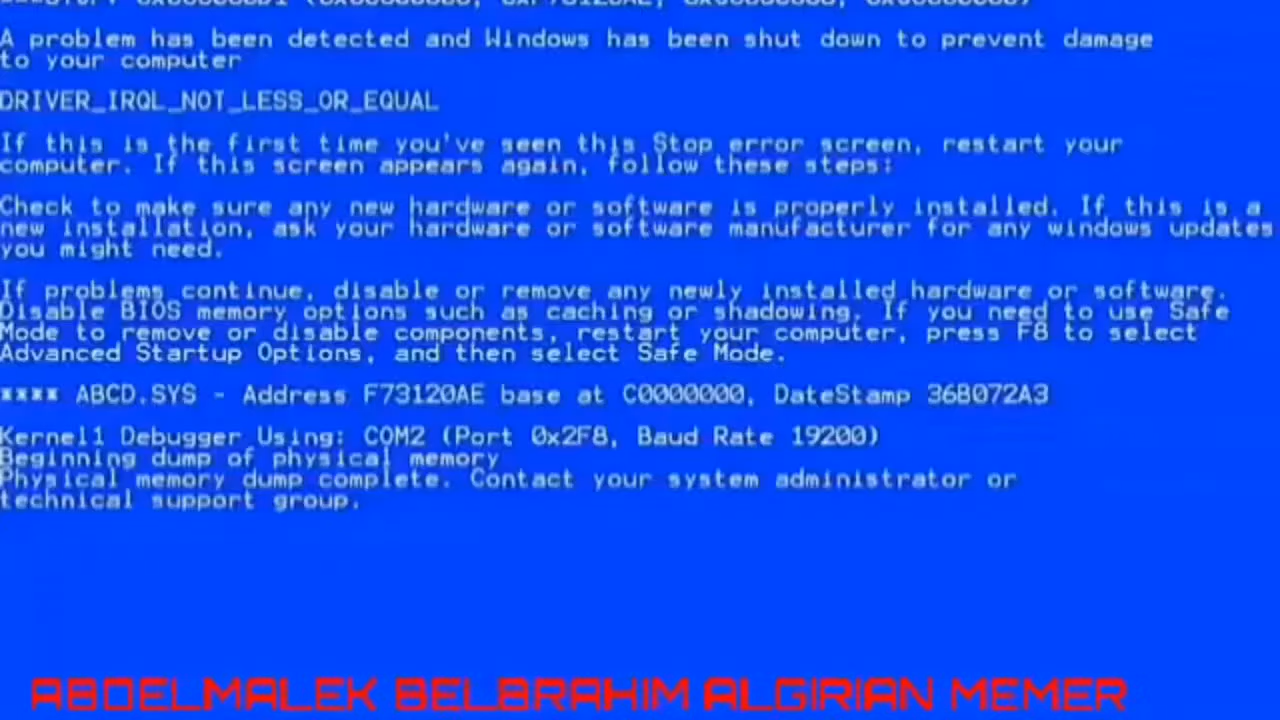 A problem has been detected and Windows has been shut down to prevent damage
to your computer
DRIVER_IRQL_NOT_LESS_OR_EQUAL
If this is the first time you've seen this Stop error screen, restart your
computer. If this screen appears again, follow these steps:
Check to make sure any new hardware or software is properly installed. If this is a
new installation, ask your hardware or software manufacturer for any windows updates
you might need.
If problems continue, disable or remove any newly installed hardware or software.
Disable BIOS memory options such as caching or shadowing. If you need to use Safe
Mode to remove or disable components, restart your computer, press F8 to select
Advanced Startup Options, and then select Safe Mode.
**** ABCD.SYS - Address F73120AE base at C0000000, DateStamp 36B072A3
Kernel1 Debugger Using: COM2 (Port 0x2F8, Baud Rate 19200)
Beginning dump of physical memory
Physical memory dump complete. Contact your system administrator or
technical support group.
ABDELMALEK BELBRAHIM ALGIRIAN MEMER